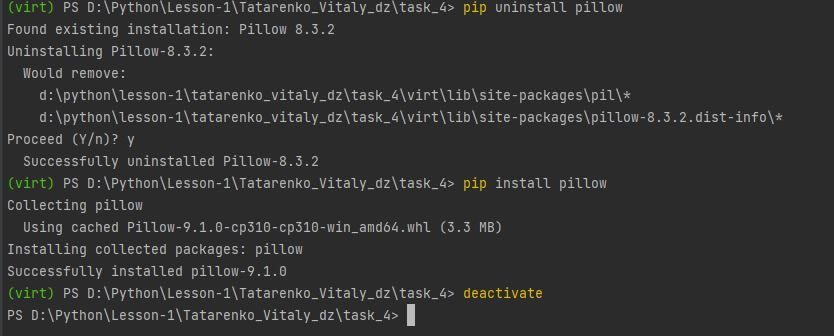 (virt) PS D:\Python\Lesson-1\Tatarenko_Vitaly_dz\task_4> pip uninstall pillow
Found existing installation: Pillow 8.3.2
Uninstalling Pillow-8.3.2:
  Would remove:
    d:\python\lesson-1\tatarenko_vitaly_dz\task_4\virt\lib\site-packages\pil\*
    d:\python\lesson-1\tatarenko_vitaly_dz\task_4\virt\lib\site-packages\pillow-8.3.2.dist-info\*
Proceed (Y/n)? y
  Successfully uninstalled Pillow-8.3.2
(virt) PS D:\Python\Lesson-1\Tatarenko_Vitaly_dz\task_4> pip install pillow
Collecting pillow
  Using cached Pillow-9.1.0-cp310-cp310-win_amd64.whl (3.3 MB)
Installing collected packages: pillow
Successfully installed pillow-9.1.0
(virt) PS D:\Python\Lesson-1\Tatarenko_Vitaly_dz\task_4> deactivate
PS D:\Python\Lesson-1\Tatarenko_Vitaly_dz\task_4>